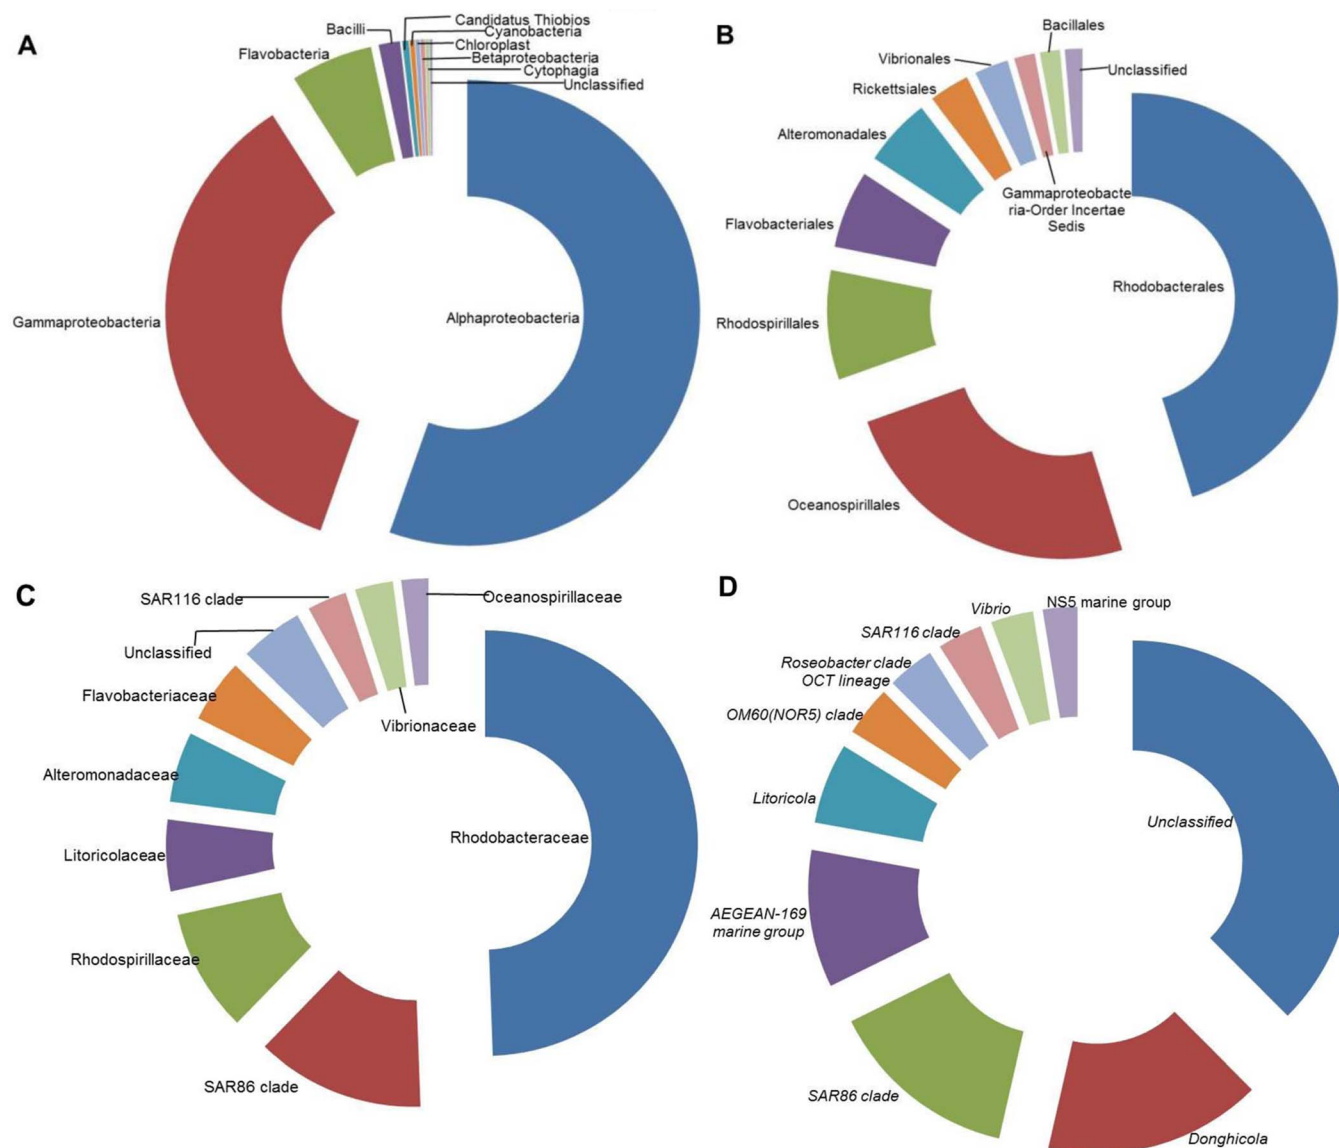 A
Candidatus Thiobios
Bacilli
Cyanobacteria
Chloroplast
Flavobacteria
Betaproteobacteria
Cytophagia
Unclassified
Gammaproteobacteria
Alphaproteobacteria
B
Bacillales
Vibrionales
Unclassified
Rickettsiales
Alteromonadales
Gammaproteobacte
ria-Order Incertae
Sedis
Flavobacteriales
Rhodobacterales
Rhodospirillales
Oceanospirillales
C
SAR116 clade
Oceanospirillaceae
Unclassified
Flavobacteriaceae
Vibrionaceae
Alteromonadaceae
Rhodobacteraceae
Litoricolaceae
Rhodospirillaceae
SAR86 clade
D
NS5 marine group
Vibrio
SAR116 clade
Roseobacter clade
OCT lineage
OM60(NOR5) clade
Litoricola
Unclassified
AEGEAN-169
marine group
SAR86 clade
Donghicola